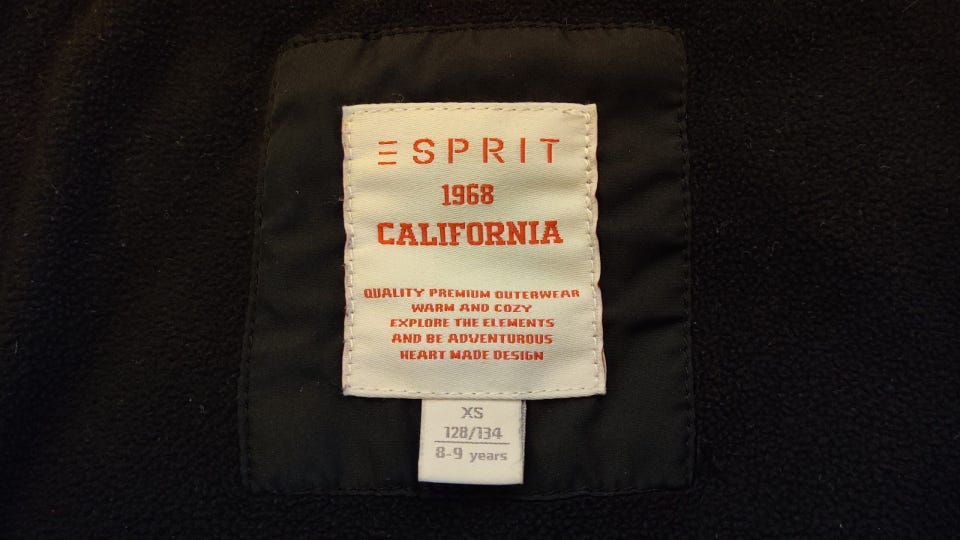 ESPRIT
1968
CALIFORNIA
QUALITY PREMIUM OUTERWEAR
WARM AND COZY
EXPLORE THE ELEMENTS
AND BE ADVENTUROUS
HEART MADE DESIGN
XS
128/134
8-9 years